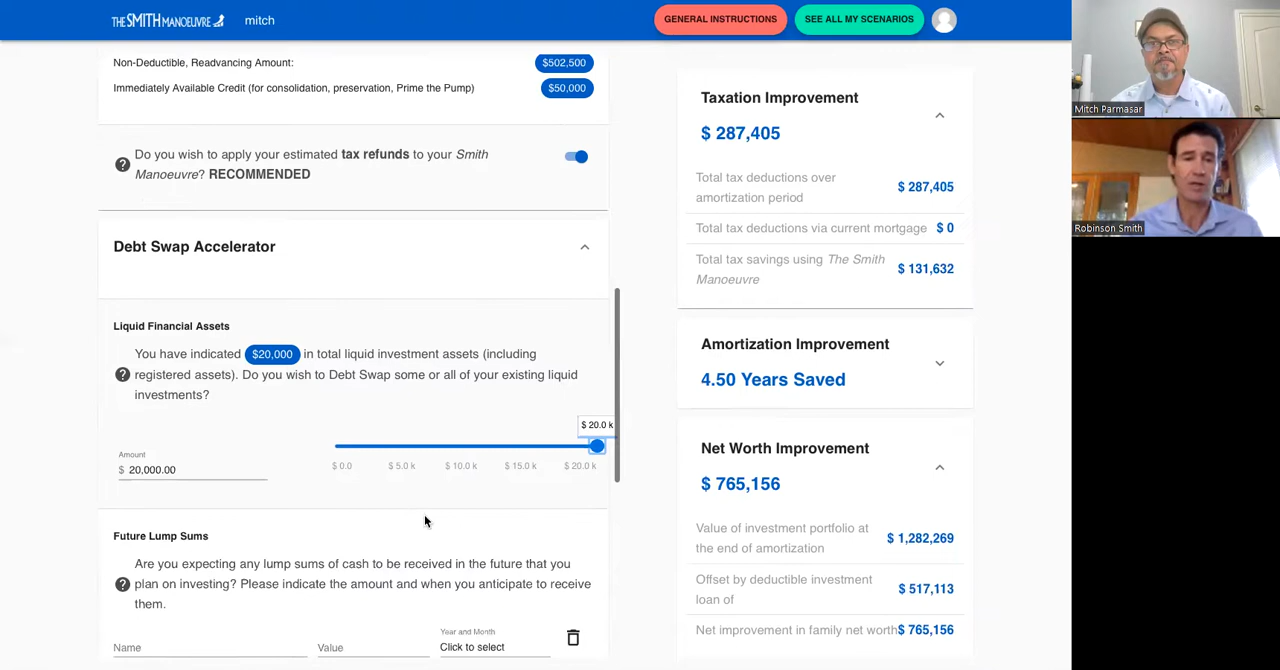 THE SMITH MANOEUVRE
mitch
GENERAL INSTRUCTIONS
SEE ALL MY SCENARIOS
Non-Deductible, Readvancing Amount:
$502,500
Immediately Available Credit (for consolidation, preservation, Prime the Pump)
$50,000
Do you wish to apply your estimated tax refunds to your Smith
Manoeuvre? RECOMMENDED
Debt Swap Accelerator
Liquid Financial Assets
You have indicated $20,000 in total liquid investment assets (including
registered assets). Do you wish to Debt Swap some or all of your existing liquid
investments?
$ 20.0 k
Amount
$ 20,000.00
$ 0.0
$ 5.0 k
$ 10.0 k
$ 15.0 k
$ 20.0 k
Future Lump Sums
Are you expecting any lump sums of cash to be received in the future that you
plan on investing? Please indicate the amount and when you anticipate to receive
them.
Name
Value
Year and Month
Click to select
Taxation Improvement
$ 287,405
Total tax deductions over
amortization period
$ 287,405
Total tax deductions via current mortgage
$ 0
Total tax savings using The Smith
Manoeuvre
$ 131,632
Amortization Improvement
4.50 Years Saved
Net Worth Improvement
$ 765,156
Value of investment portfolio at
the end of amortization
$ 1,282,269
Offset by deductible investment
loan of
$ 517,113
Net improvement in family net worth
$ 765,156
Mitch Parmasar
Robinson Smith